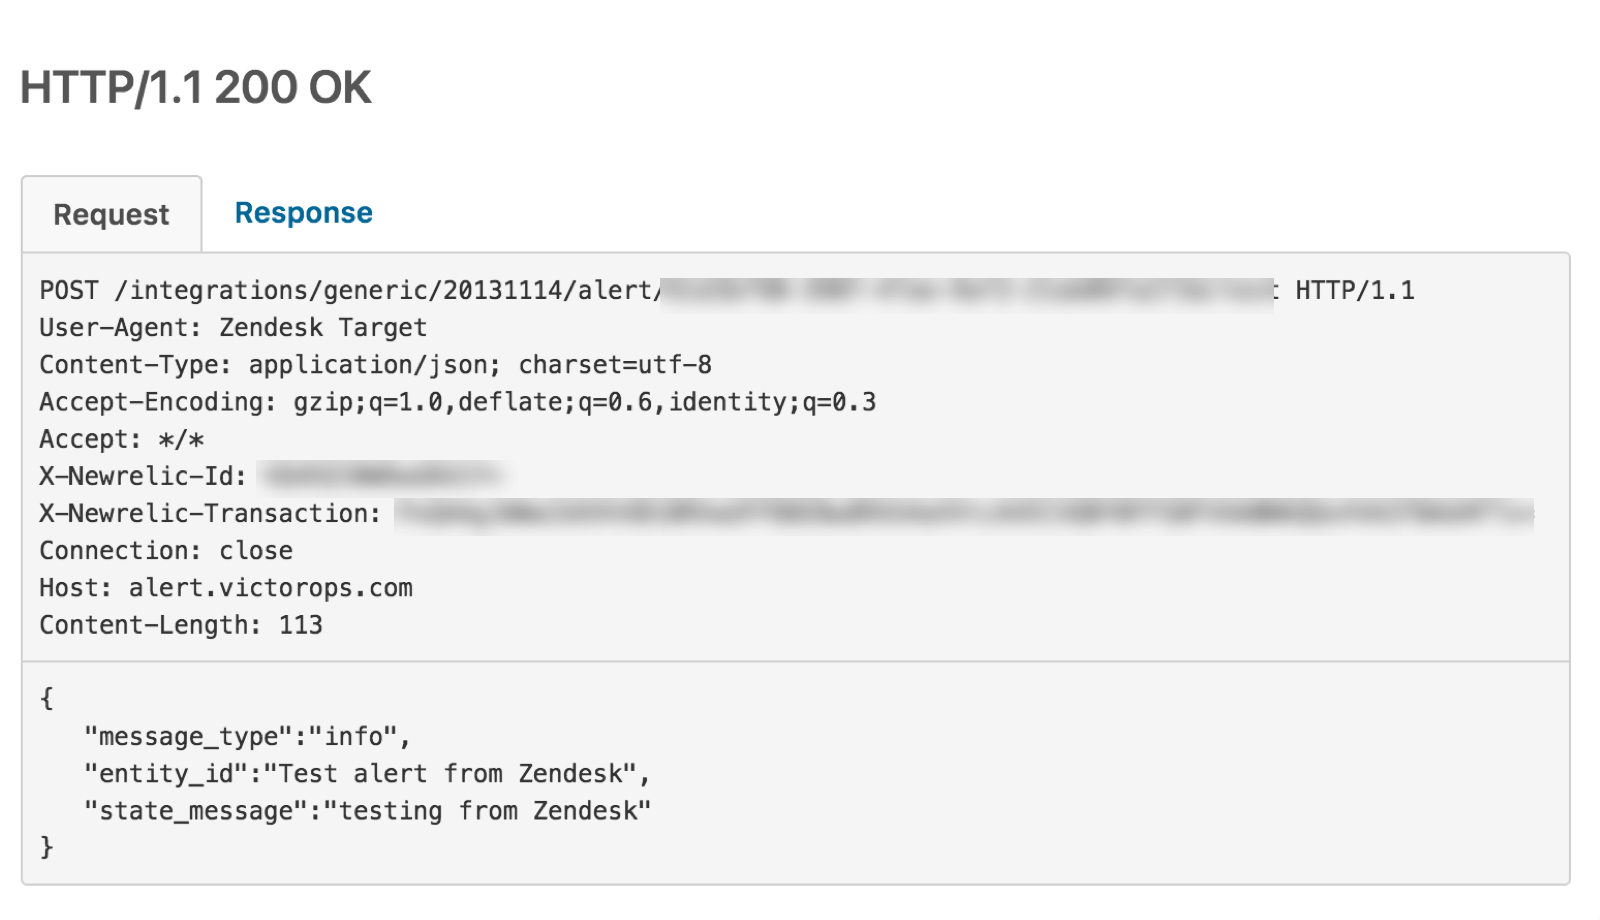 HTTP/1.1 200 OK
Request
Response
POST /integrations/generic/20131114/alert/ HTTP/1.1
User-Agent: Zendesk Target
Content-Type: application/json; charset=utf-8
Accept-Encoding: gzip;q=1.0,deflate;q=0.6,identity;q=0.3
Accept: */*
X-Newrelic-Id:
X-Newrelic-Transaction:
Connection: close
Host: alert.victorops.com
Content-Length: 113
{
"message_type":"info",
"entity_id":"Test alert from Zendesk",
"state_message":"testing from Zendesk"
}